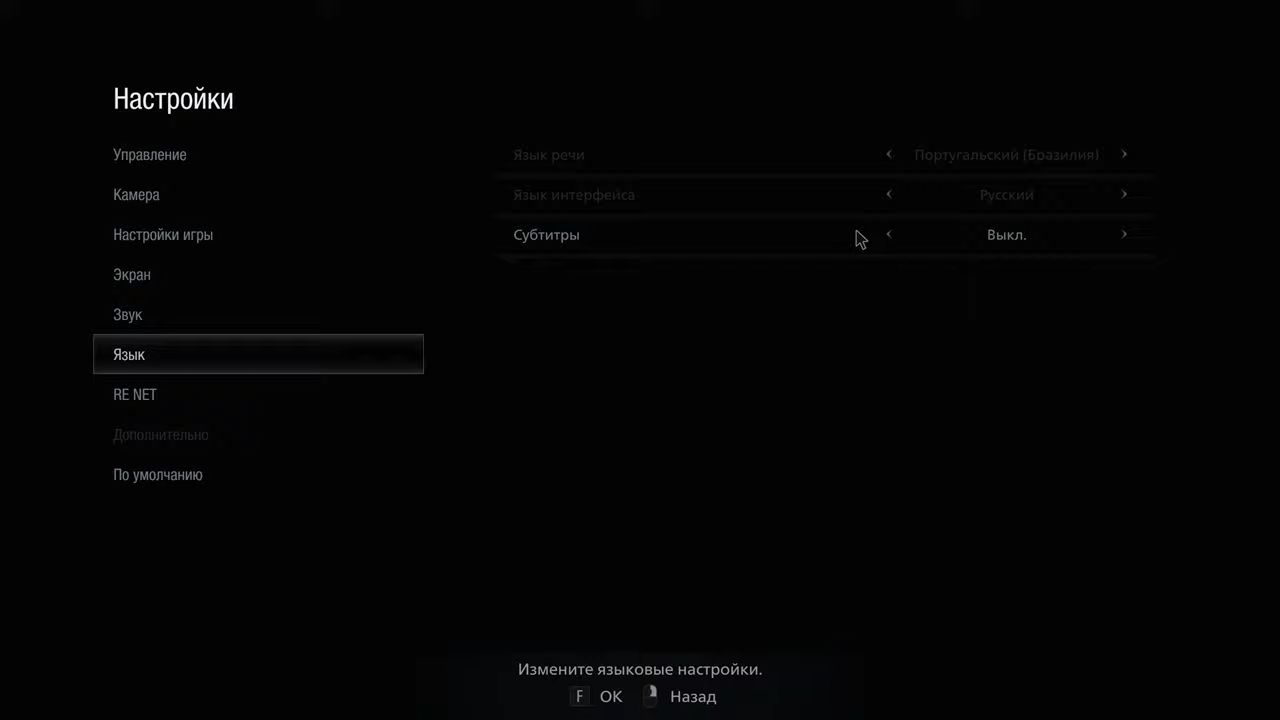 Настройки
Управление
Камера
Настройки игры
Экран
Звук
Язык
RE NET
Дополнительно
По умолчанию
Язык речи Португальский (Бразилия)
Язык интерфейса Русский
Субтитры Выкл.
Измените языковые настройки.
F OK Назад